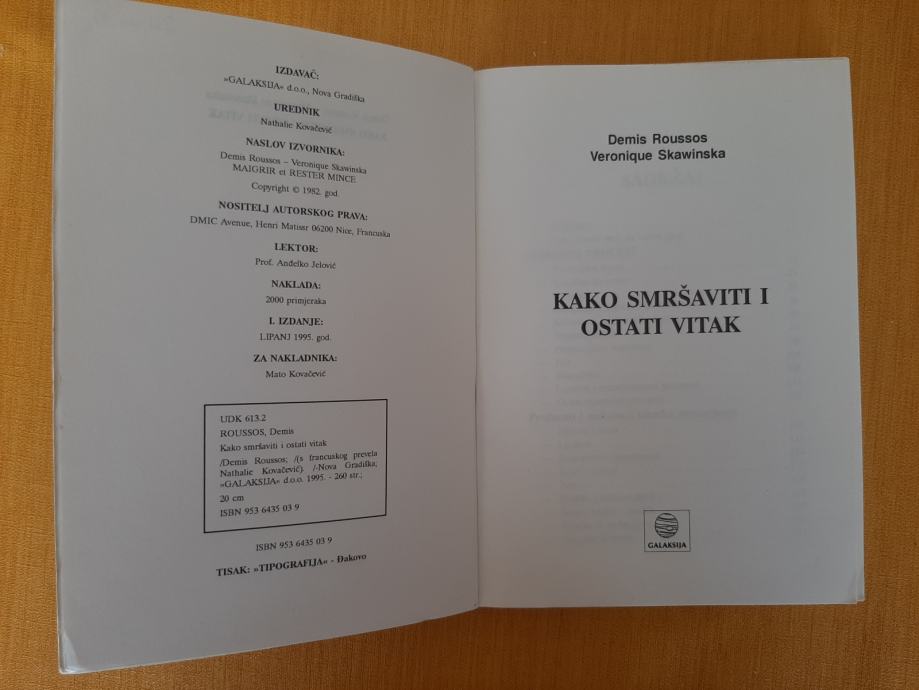 IZDAVAČ:
»GALAKSIJA« d.o.o., Nova Gradiška
UREDNIK
Nathalie Kovačević
NASLOV IZVORNIKA:
Demis Roussos – Veronique Skawinska
MAIGRIR et RESTER MINCE
Copyright © 1982. god.
NOSITELJ AUTORSKOG PRAVA:
DMIC Avenue, Henri Matissr 06200 Nice, Francuska
LEKTOR:
Prof. Anđelko Jelović
NAKLADA:
2000 primjeraka
I. IZDANJE:
LIPANJ 1995. god.
ZA NAKLADNIKA:
Mato Kovačević
UDK 613.2
ROUSSOS, Demis
Kako smršaviti i ostati vitak
/Demis Roussos; /(s francuskog prevela
Nathalie Kovačević). /-Nova Gradiška;
»GALAKSIJA« d.o.o. 1995. - 260 str.;
20 cm
ISBN 953 6435 03 9
ISBN 953 6435 03 9
TISAK: »TIPOGRAFIJA« - Đakovo
Demis Roussos
Veronique Skawinska
KAKO SMRŠAVITI I
OSTATI VITAK
GALAKSIJA